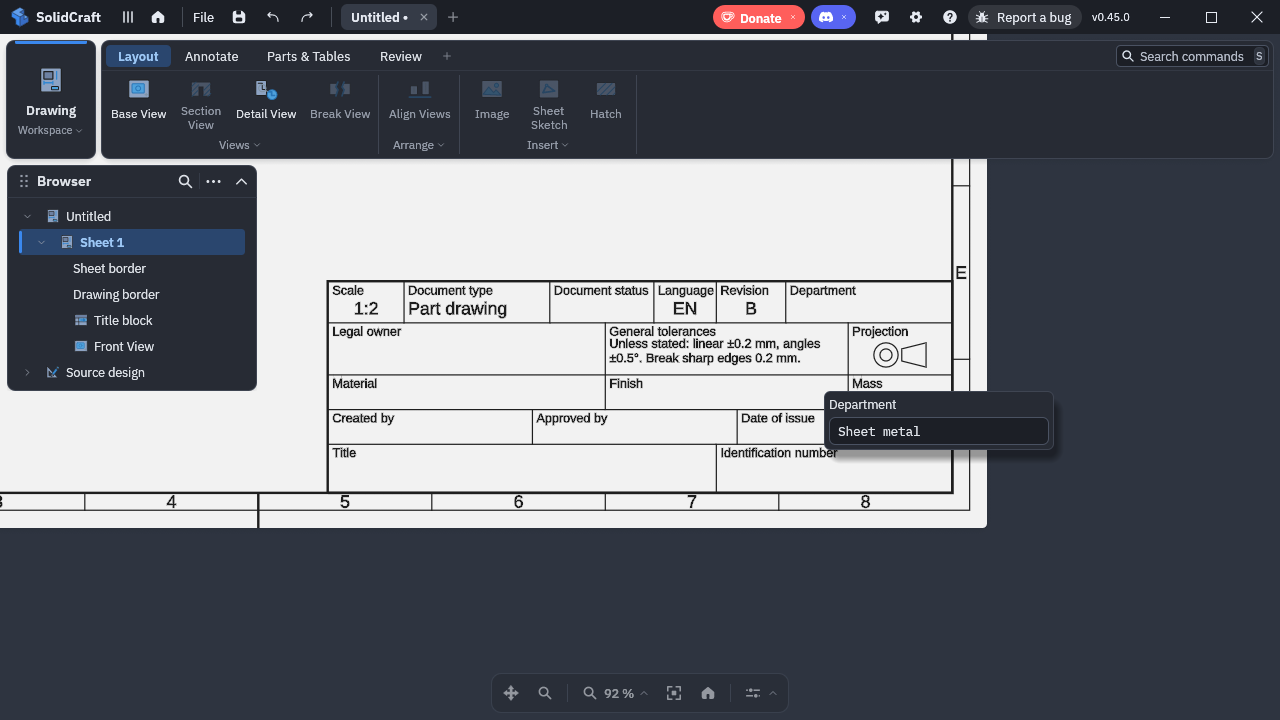 SolidCraft
File
Untitled •
Donate
Report a bug
v0.45.0
Drawing
Workspace
Layout
Annotate
Parts & Tables
Review
Search commands
S
Base View
Section View
Detail View
Break View
Align Views
Image
Sheet Sketch
Hatch
Views
Arrange
Insert
Browser
Untitled
Sheet 1
Sheet border
Drawing border
Title block
Front View
Source design
E
Scale
1:2
Document type
Part drawing
Document status
Language
EN
Revision
B
Department
Legal owner
General tolerances
Unless stated: linear ±0.2 mm, angles
±0.5°. Break sharp edges 0.2 mm.
Projection
Material
Finish
Mass
Department
Sheet metal
Created by
Approved by
Date of issue
Title
Identification number
3
4
5
6
7
8
92 %